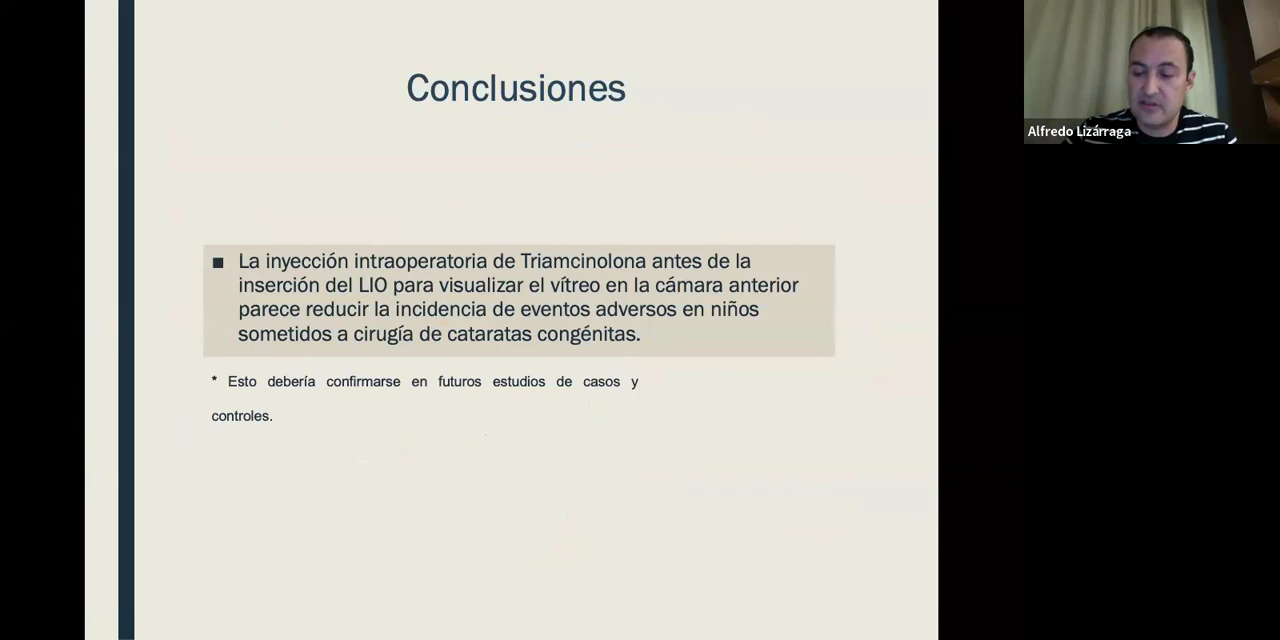 Conclusiones
Alfredo Lizárraga
■ La inyección intraoperatoria de Triamcinolona antes de la
inserción del LIO para visualizar el vítreo en la cámara anterior
parece reducir la incidencia de eventos adversos en niños
sometidos a cirugía de cataratas congénitas.
* Esto debería confirmarse en futuros estudios de casos y
controles.